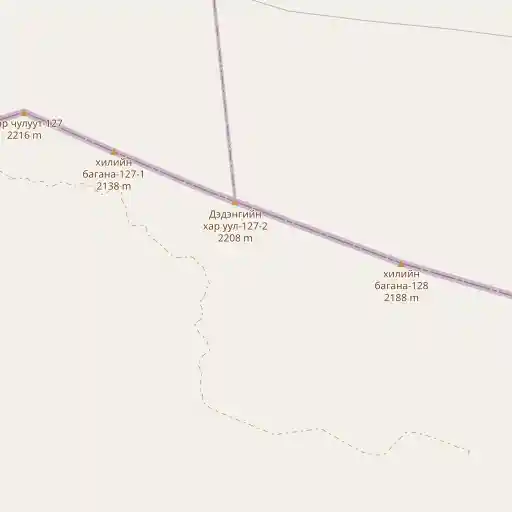 чулуут-127
2216 m
хилийн
багана-127-1
2138 m
Дэдэнгийн
хар уул-127-2
2208 m
хилийн
багана-128
2188 m